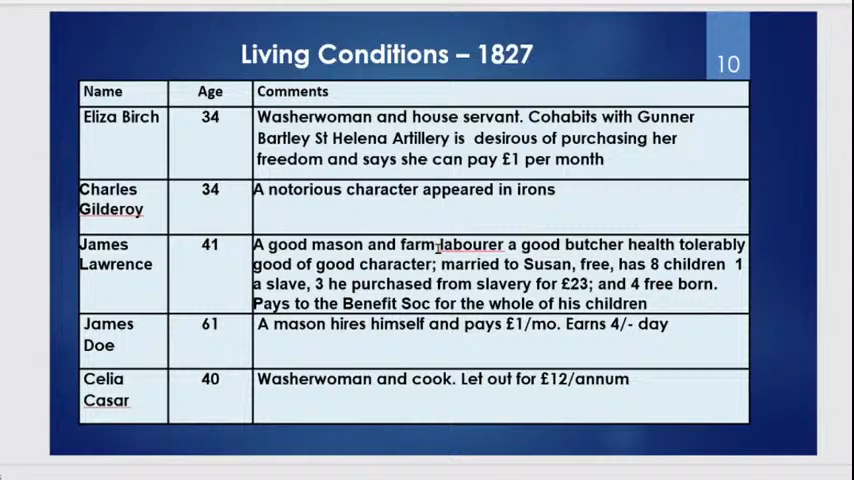 Living Conditions – 1827
10
Name Age Comments
Eliza Birch 34 Washerwoman and house servant. Cohabits with Gunner
Bartley St Helena Artillery is desirous of purchasing her
freedom and says she can pay £1 per month
Charles 34 A notorious character appeared in irons
Gilderoy
James 41 A good mason and farm labourer a good butcher health tolerably
Lawrence good of good character; married to Susan, free, has 8 children 1
a slave, 3 he purchased from slavery for £23; and 4 free born.
Pays to the Benefit Soc for the whole of his children
James 61 A mason hires himself and pays £1/mo. Earns 4/- day
Doe
Celia 40 Washerwoman and cook. Let out for £12/annum
Casar